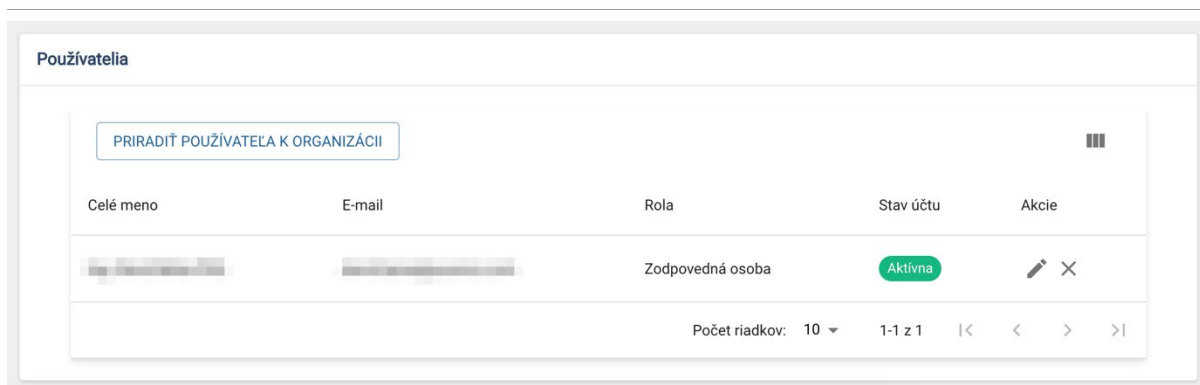 Používatelia
PRIRADIŤ POUŽÍVATEĽA K ORGANIZÁCII
Celé meno E-mail Rola Stav účtu Akcie
Zodpovedná osoba Aktívna
Počet riadkov: 10 1-1 z 1